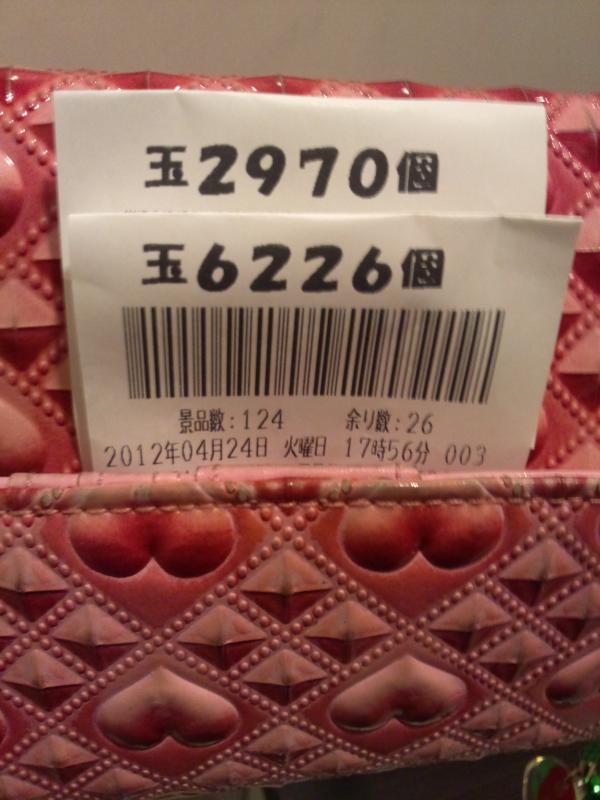 玉2970個
玉6226個
景品数:124 余り数:26
2012年04月24日 火曜日 17時56分 003